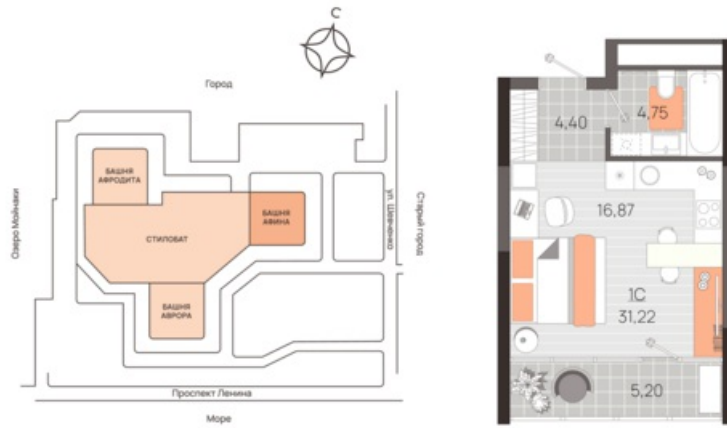 С
Город
БАШНЯ
АФРОДИТА
БАШНЯ
АФИНА
СТИЛОБАТ
БАШНЯ
АВРОРА
Озеро Мойнаки
ул. Шевченко
Старый город
Проспект Ленина
Море
4,40
4,75
16,87
1С
31,22
5,20